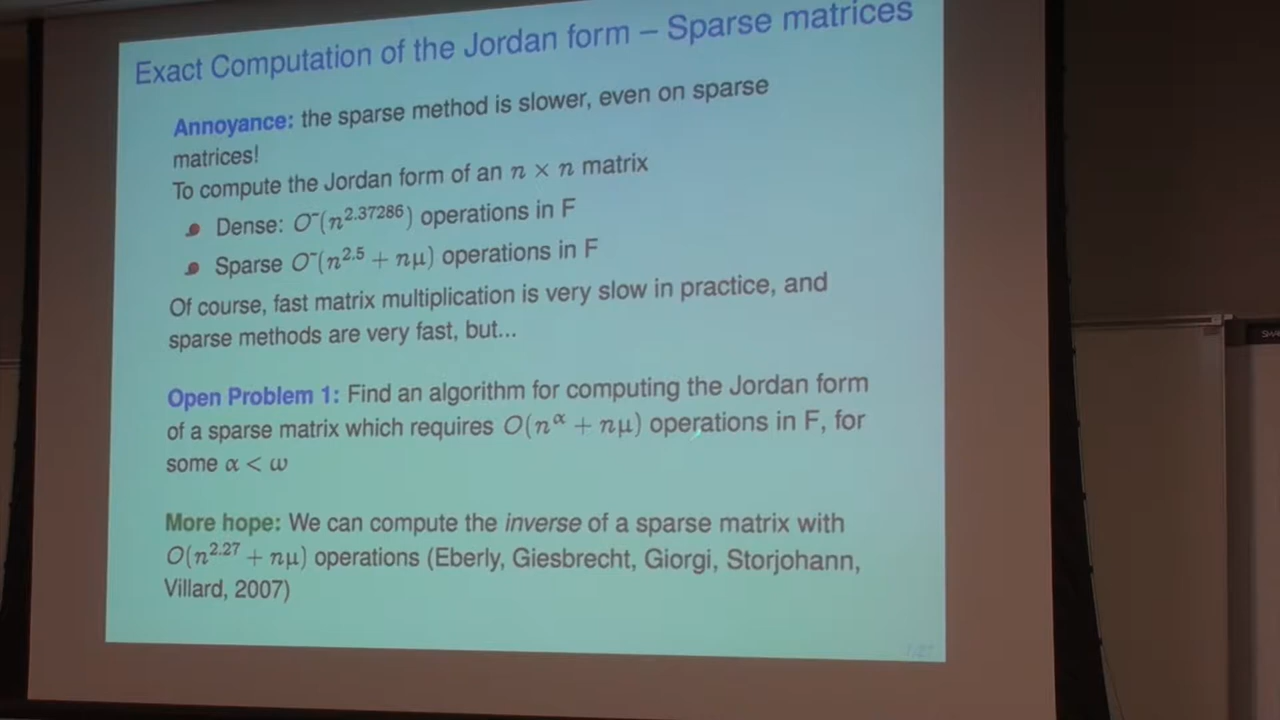 Exact Computation of the Jordan form – Sparse matrices
Annoyance: the sparse method is slower, even on sparse
matrices!
To compute the Jordan form of an n × n matrix
Dense: O˜(n^2.37286) operations in F
Sparse O˜(n^2.5 + nμ) operations in F
Of course, fast matrix multiplication is very slow in practice, and
sparse methods are very fast, but...
Open Problem 1: Find an algorithm for computing the Jordan form
of a sparse matrix which requires O(n^α + nμ) operations in F, for
some α < ω
More hope: We can compute the inverse of a sparse matrix with
O(n^2.27 + nμ) operations (Eberly, Giesbrecht, Giorgi, Storjohann,
Villard, 2007)